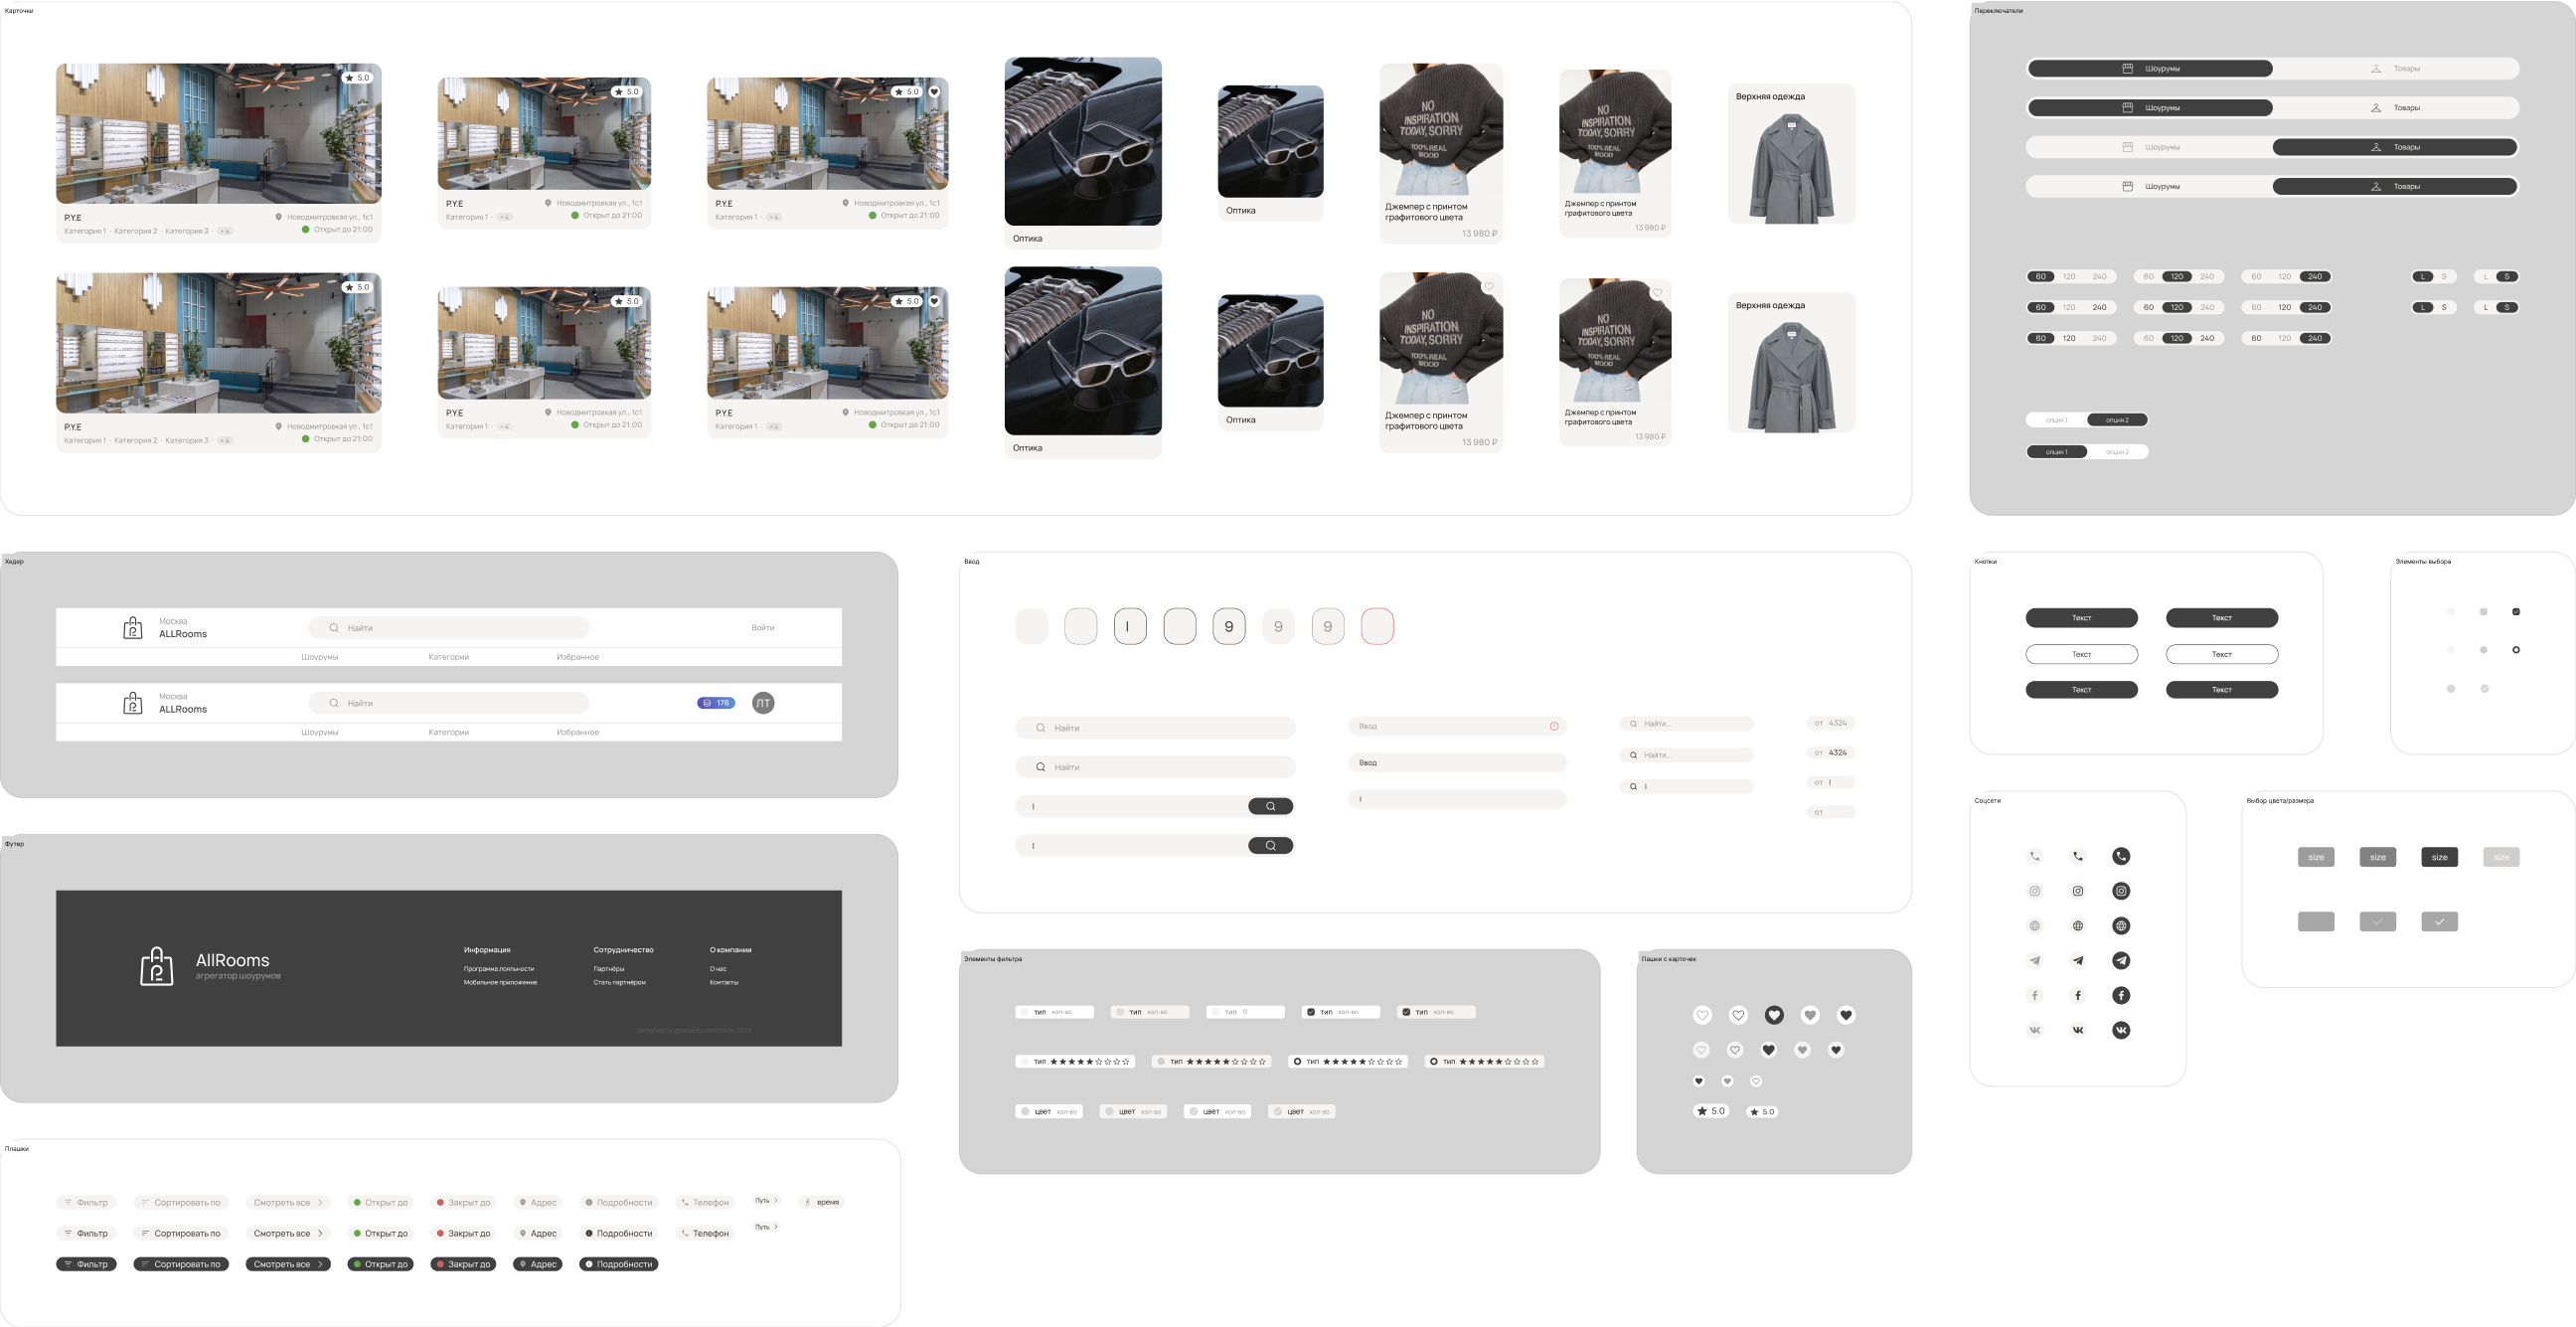 Карточки
5.0
5.0
5.0
P.Y.E
Новодмитровкая ул., 1с1
Категория 1 · Категория 2 · Категория 3 · +4
Открыт до 21:00
P.Y.E
Новодмитровкая ул., 1с1
Категория 1 · +4
Открыт до 21:00
P.Y.E
Новодмитровкая ул., 1с1
Категория 1 · +4
Открыт до 21:00
Оптика
Оптика
NO
INSPIRATION
TODAY, SORRY
100% REAL
MOOD
Джемпер с принтом
графитового цвета
13 980 ₽
NO
INSPIRATION
TODAY, SORRY
100% REAL
MOOD
Джемпер с принтом
графитового цвета
13 980 ₽
Верхняя одежда
5.0
5.0
5.0
P.Y.E
Новодмитровкая ул., 1с1
Категория 1 · Категория 2 · Категория 3 · +4
Открыт до 21:00
P.Y.E
Новодмитровкая ул., 1с1
Категория 1 · +4
Открыт до 21:00
P.Y.E
Новодмитровкая ул., 1с1
Категория 1 · +4
Открыт до 21:00
Оптика
Оптика
NO
INSPIRATION
TODAY, SORRY
100% REAL
MOOD
Джемпер с принтом
графитового цвета
13 980 ₽
NO
INSPIRATION
TODAY, SORRY
100% REAL
MOOD
Джемпер с принтом
графитового цвета
13 980 ₽
Верхняя одежда
Переключатели
Шоурумы Товары
Шоурумы Товары
Шоурумы Товары
Шоурумы Товары
60 120 240 60 120 240 60 120 240 L S L S
60 120 240 60 120 240 60 120 240 L S L S
60 120 240 60 120 240 60 120 240
опция 1 опция 2
опция 1 опция 2
Хедер
Москва
ALLRooms
Найти
Войти
Шоурумы Категории Избранное
Москва
ALLRooms
Найти
176
ЛТ
Шоурумы Категории Избранное
Футер
AllRooms
агрегатор шоурумов
Информация
Программа лояльности
Мобильное приложение
Сотрудничество
Партнёры
Стать партнёром
О компании
О нас
Контакты
Плашки
Фильтр Сортировать по Смотреть все Открыт до Закрыт до Адрес Подробности Телефон Путь время
Фильтр Сортировать по Смотреть все Открыт до Закрыт до Адрес Подробности Телефон Путь
Фильтр Сортировать по Смотреть все Открыт до Закрыт до Адрес Подробности
Ввод
9 9 9
Найти
Найти
Ввод
Ввод
Найти...
Найти...
от 4324
от 4324
от
от
Элементы фильтра
тип кол-во тип кол-во тип 0 тип кол-во тип кол-во
тип тип тип тип
цвет кол-во цвет кол-во цвет кол-во цвет кол-во
Пашки с карточек
5.0 5.0
Кнопки
Текст Текст
Текст Текст
Текст Текст
Элементы выбора
Соцсети
Выбор цвета/размера
size size size size